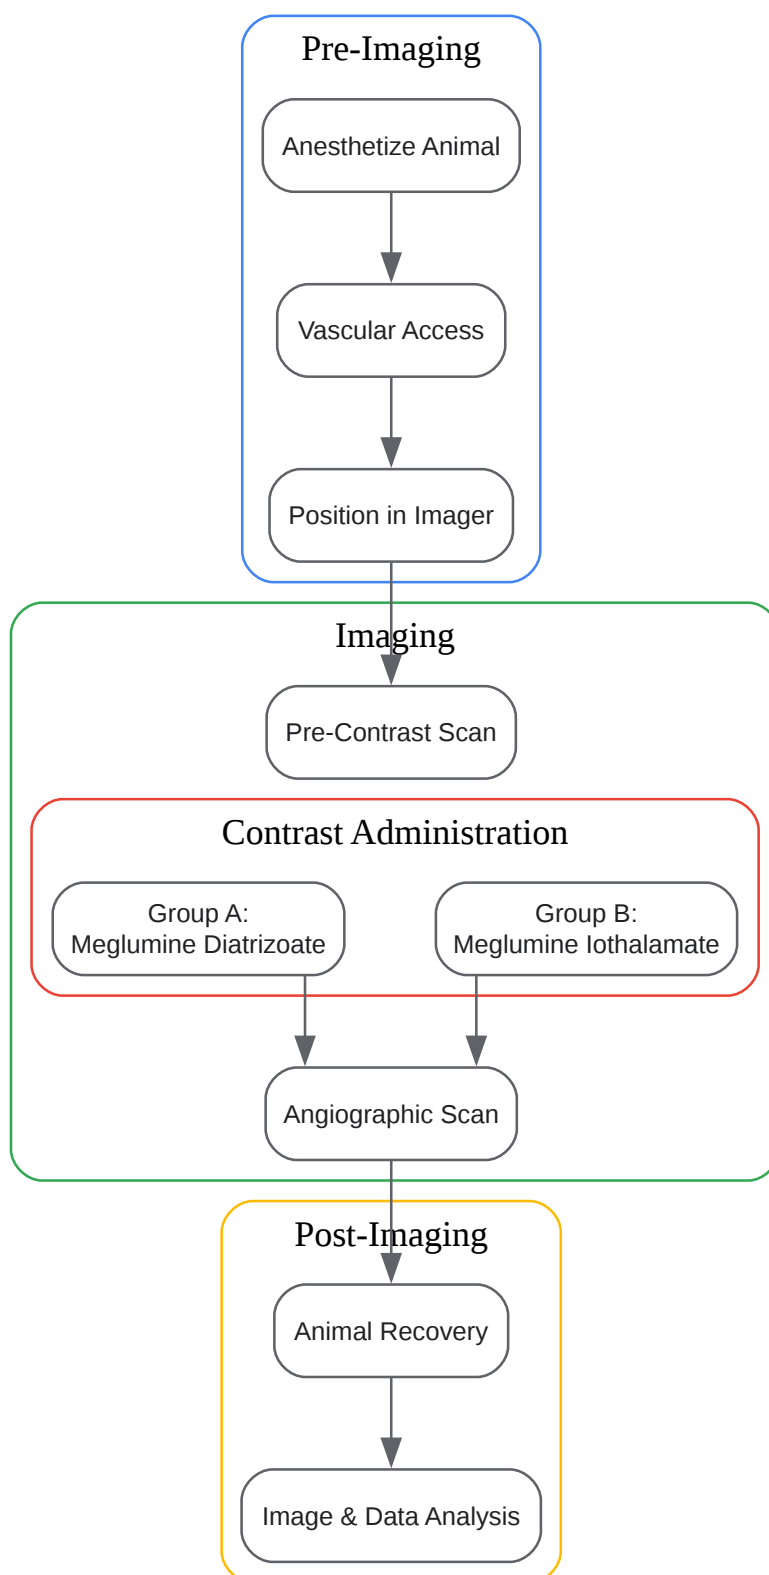 Pre-Imaging
Anesthetize Animal
Vascular Access
Position in Imager
Imaging
Pre-Contrast Scan
Contrast Administration
Group A:
Meglumine Diatrizoate
Group B:
Meglumine Iothalamate
Angiographic Scan
Post-Imaging
Animal Recovery
Image & Data Analysis